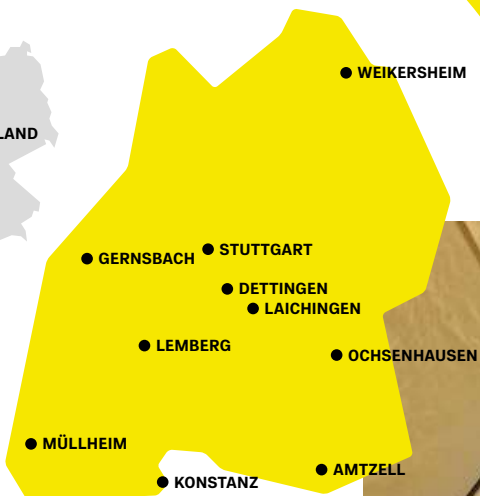 WEIKERSHEIM
LAND
STUTTGART
GERNSBACH
DETTINGEN
LAICHINGEN
LEMBERG
OCHSENHAUSEN
MÜLLHEIM
AMTZELL
KONSTANZ